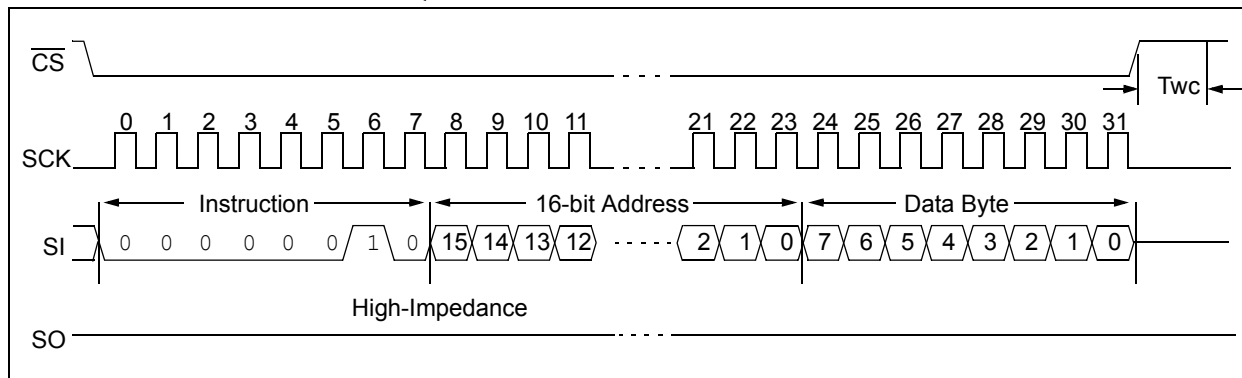 CS
Twc
0 1 2 3 4 5 6 7 8 9 10 11 21 22 23 24 25 26 27 28 29 30 31
SCK
Instruction 16-bit Address Data Byte
SI 0 0 0 0 0 0 1 0 15 14 13 12 2 1 0 7 6 5 4 3 2 1 0
High-Impedance
SO